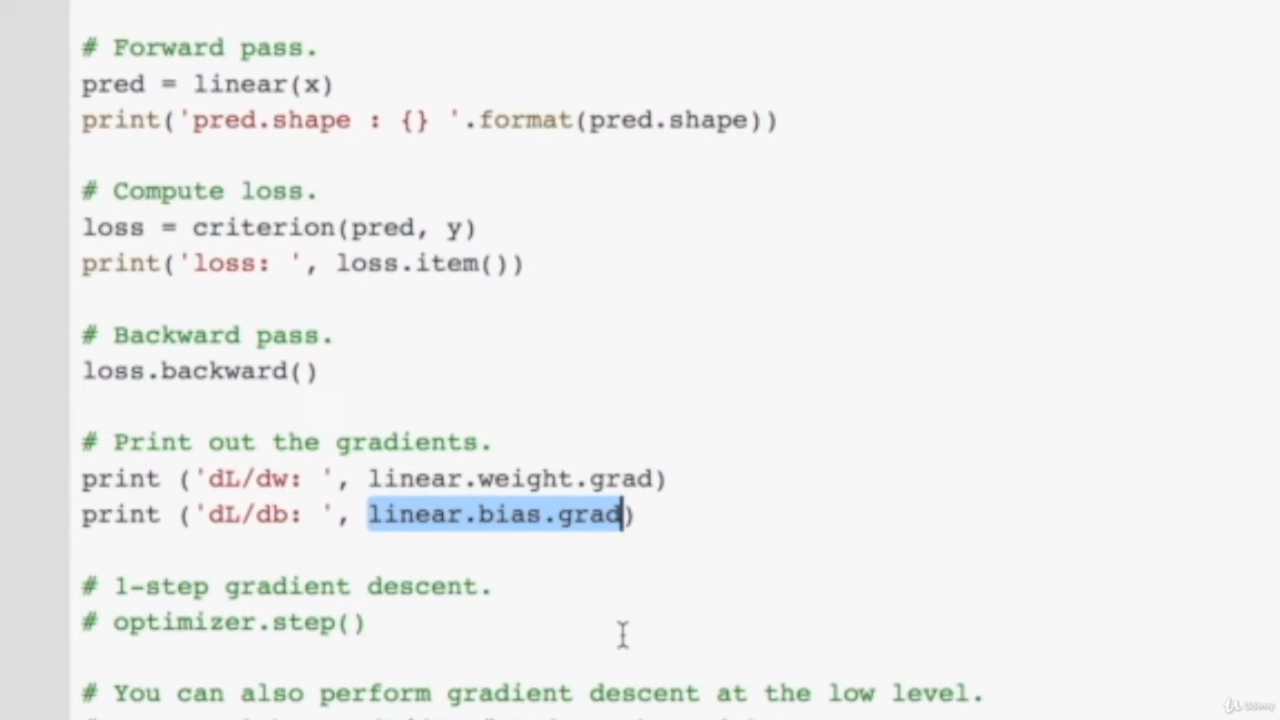 # Forward pass.
pred = linear(x)
print('pred.shape : {} '.format(pred.shape))
# Compute loss.
loss = criterion(pred, y)
print('loss: ', loss.item())
# Backward pass.
loss.backward()
# Print out the gradients.
print ('dL/dw: ', linear.weight.grad)
print ('dL/db: ', linear.bias.grad)
# 1-step gradient descent.
# optimizer.step()
# You can also perform gradient descent at the low level.
Udemy